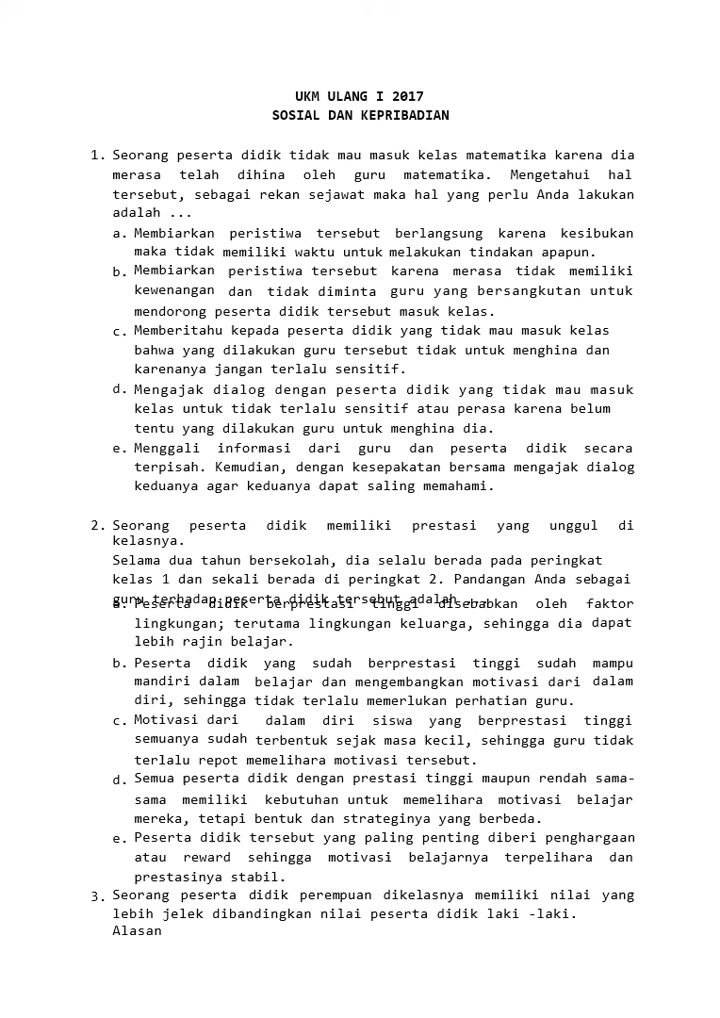 UKM ULANG I 2017
SOSIAL DAN KEPRIBADIAN
1. Seorang peserta didik tidak mau masuk kelas matematika karena dia
merasa telah dihina oleh guru matematika. Mengetahui hal
tersebut, sebagai rekan sejawat maka hal yang perlu Anda lakukan
adalah ...
a. Membiarkan peristiwa tersebut berlangsung karena kesibukan
maka tidak memiliki waktu untuk melakukan tindakan apapun.
b. Membiarkan peristiwa tersebut karena merasa tidak memiliki
kewenangan dan tidak diminta guru yang bersangkutan untuk
mendorong peserta didik tersebut masuk kelas.
c. Memberitahu kepada peserta didik yang tidak mau masuk kelas
bahwa yang dilakukan guru tersebut tidak untuk menghina dan
karenanya jangan terlalu sensitif.
d. Mengajak dialog dengan peserta didik yang tidak mau masuk
kelas untuk tidak terlalu sensitif atau perasa karena belum
tentu yang dilakukan guru untuk menghina dia.
e. Menggali informasi dari guru dan peserta didik secara
terpisah. Kemudian, dengan kesepakatan bersama mengajak dialog
keduanya agar keduanya dapat saling memahami.
2. Seorang peserta didik memiliki prestasi yang unggul di
kelasnya.
Selama dua tahun bersekolah, dia selalu berada pada peringkat
kelas 1 dan sekali berada di peringkat 2. Pandangan Anda sebagai
guru terhadap peserta didik tersebut adalah ...
a. Peserta didik berprestasi tinggi disebabkan oleh faktor
lingkungan; terutama lingkungan keluarga, sehingga dia dapat
lebih rajin belajar.
b. Peserta didik yang sudah berprestasi tinggi sudah mampu
mandiri dalam belajar dan mengembangkan motivasi dari dalam
diri, sehingga tidak terlalu memerlukan perhatian guru.
c. Motivasi dari dalam diri siswa yang berprestasi tinggi
semuanya sudah terbentuk sejak masa kecil, sehingga guru tidak
terlalu repot memelihara motivasi tersebut.
d. Semua peserta didik dengan prestasi tinggi maupun rendah sama-
sama memiliki kebutuhan untuk memelihara motivasi belajar
mereka, tetapi bentuk dan strateginya yang berbeda.
e. Peserta didik tersebut yang paling penting diberi penghargaan
atau reward sehingga motivasi belajarnya terpelihara dan
prestasinya stabil.
3. Seorang peserta didik perempuan dikelasnya memiliki nilai yang
lebih jelek dibandingkan nilai peserta didik laki -laki.
Alasan